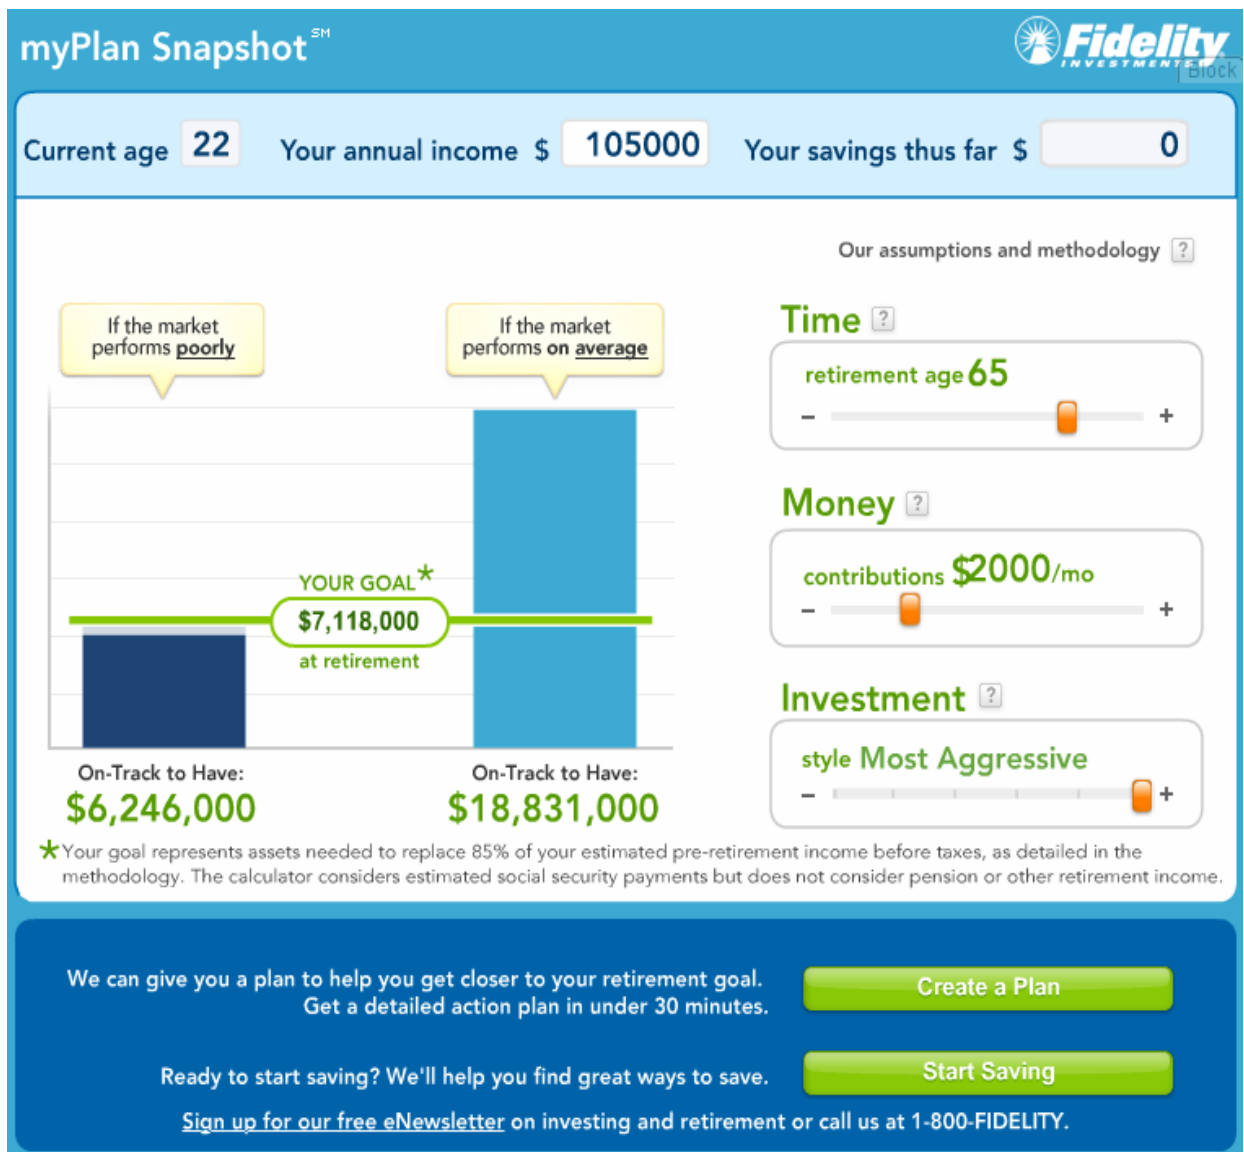 myPlan Snapshot℠
Fidelity
INVESTMENTS®
Block
Current age 22 Your annual income $ 105000 Your savings thus far $ 0
Our assumptions and methodology ?
If the market
performs poorly
If the market
performs on average
YOUR GOAL*
$7,118,000
at retirement
On-Track to Have:
$6,246,000
On-Track to Have:
$18,831,000
Time ?
retirement age 65
– +
Money ?
contributions $2000/mo
– +
Investment ?
style Most Aggressive
– +
*Your goal represents assets needed to replace 85% of your estimated pre-retirement income before taxes, as detailed in the
methodology. The calculator considers estimated social security payments but does not consider pension or other retirement income.
We can give you a plan to help you get closer to your retirement goal.
Get a detailed action plan in under 30 minutes.
Create a Plan
Ready to start saving? We'll help you find great ways to save.
Start Saving
Sign up for our free eNewsletter on investing and retirement or call us at 1-800-FIDELITY.